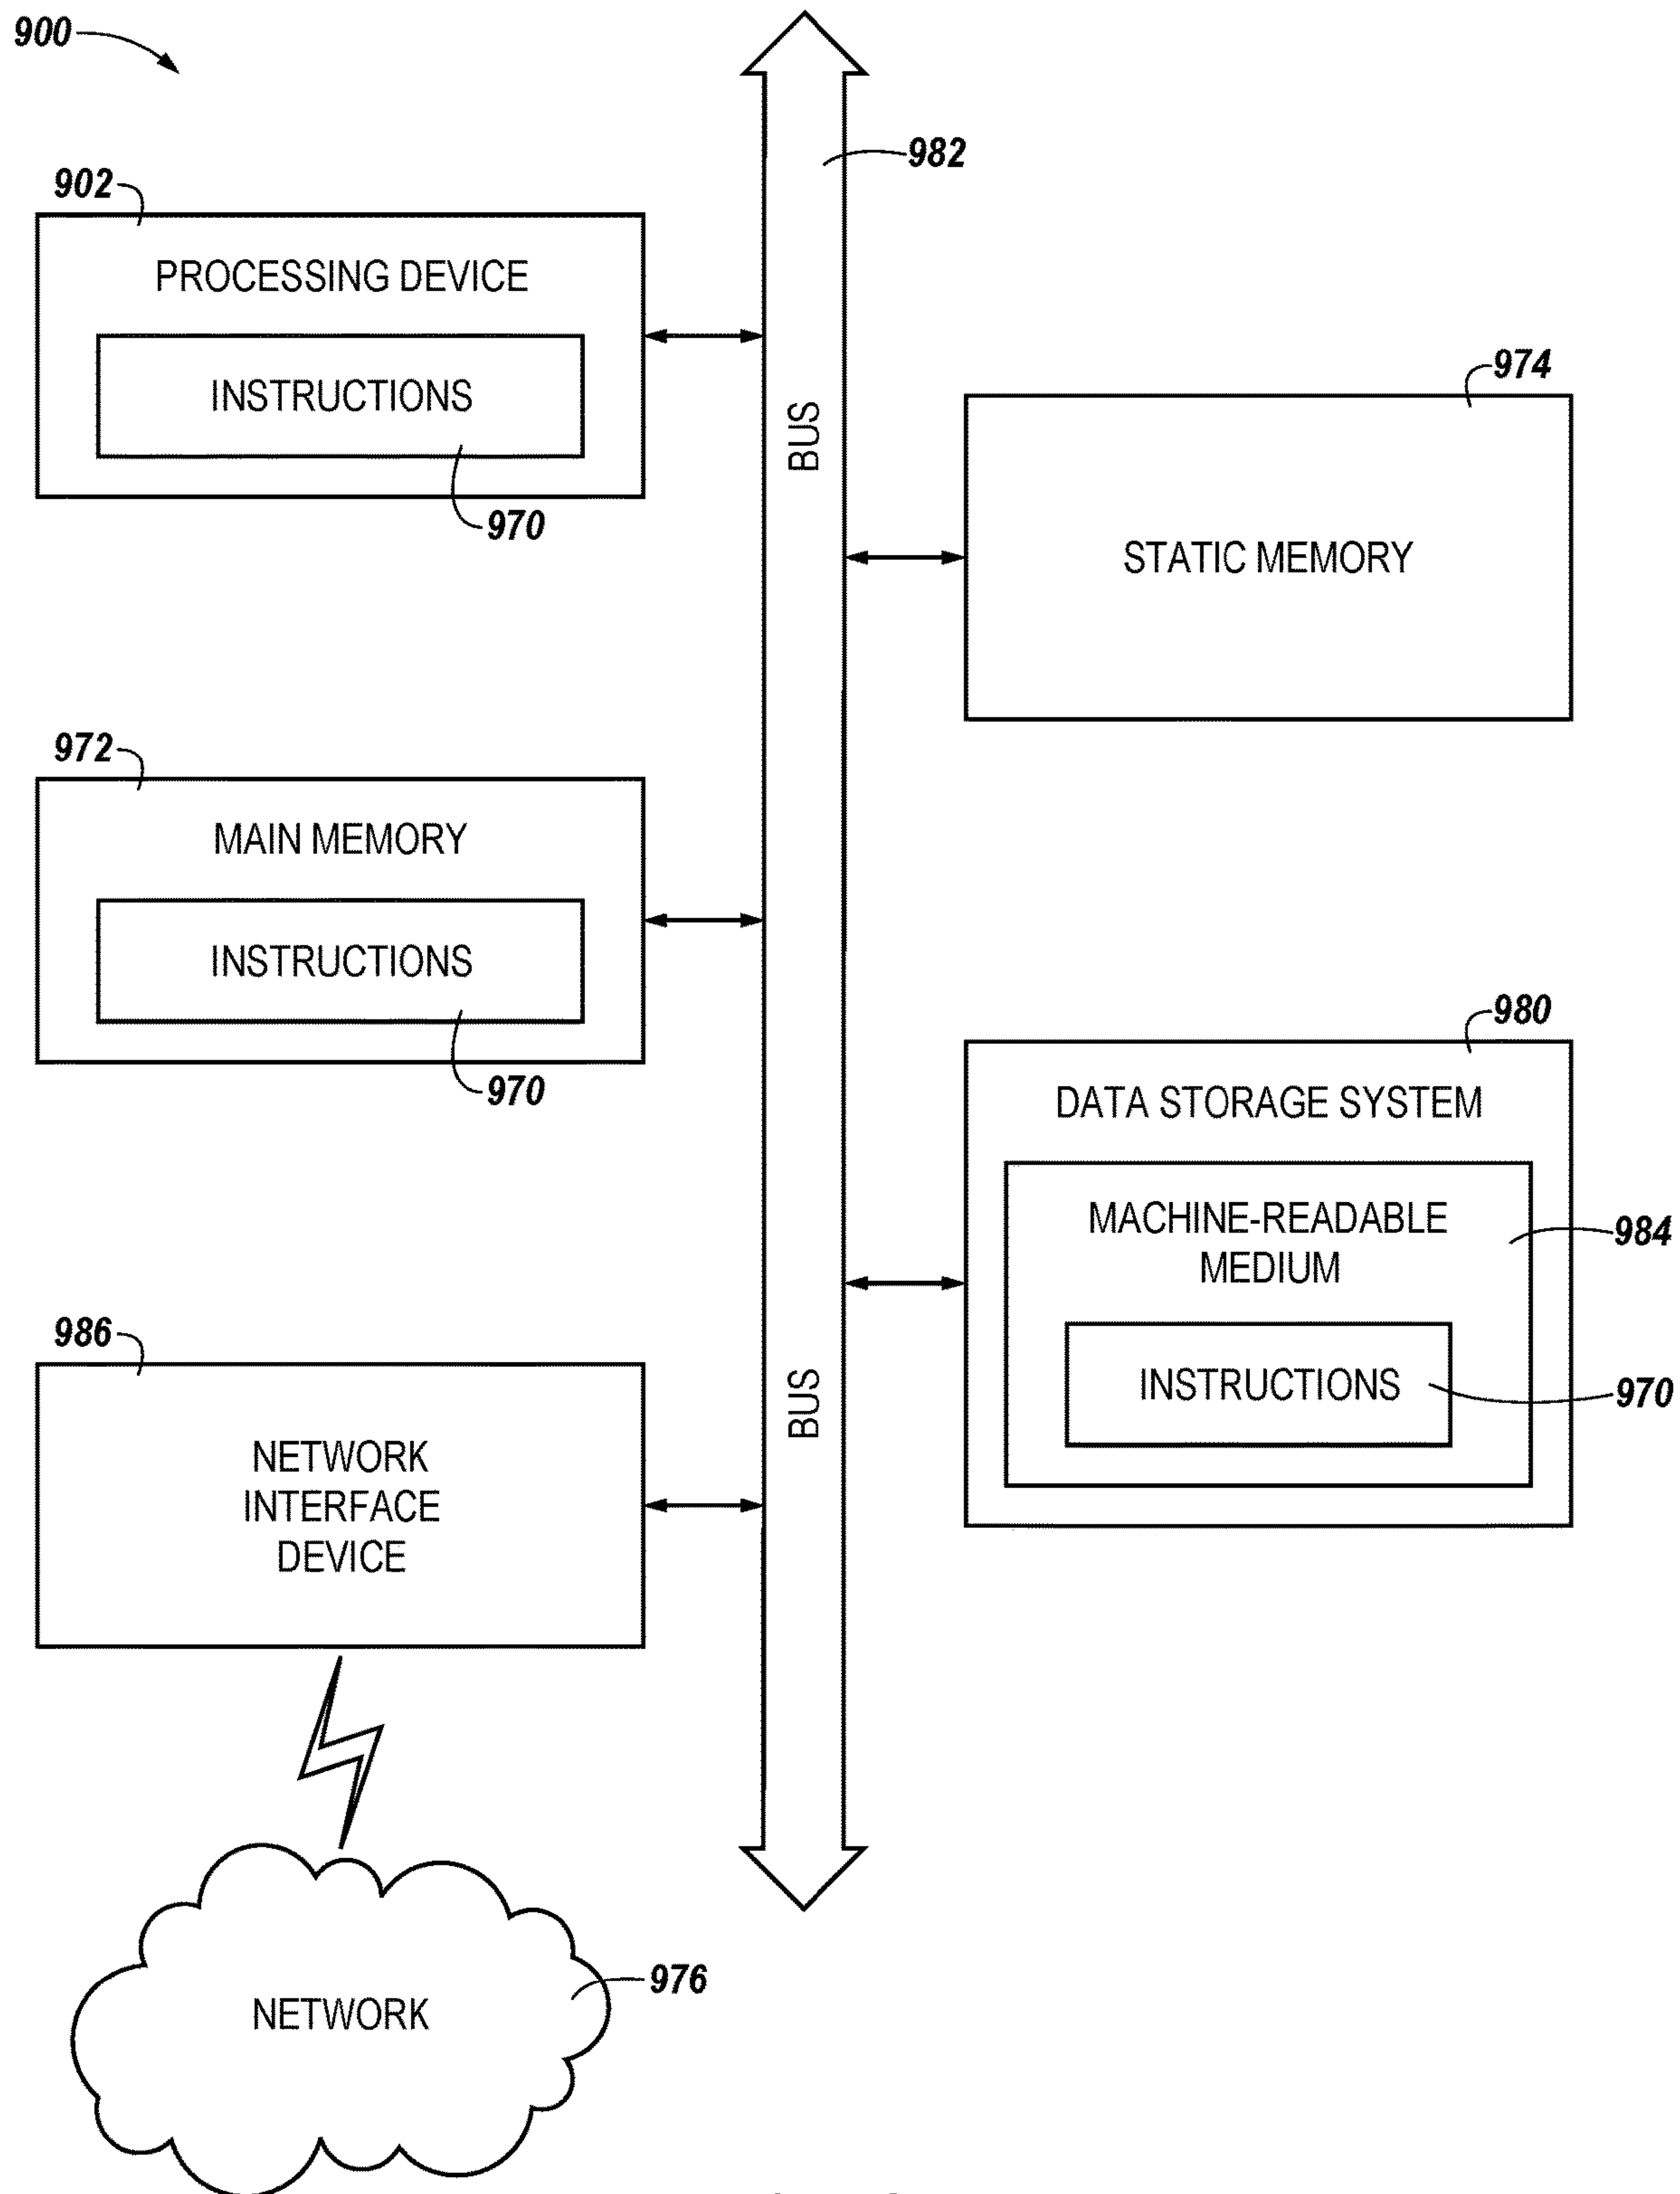 900
982
902
PROCESSING DEVICE
INSTRUCTIONS
970
BUS
974
STATIC MEMORY
972
MAIN MEMORY
INSTRUCTIONS
970
980
DATA STORAGE SYSTEM
MACHINE-READABLE
MEDIUM
984
INSTRUCTIONS
970
986
NETWORK
INTERFACE
DEVICE
BUS
NETWORK
976